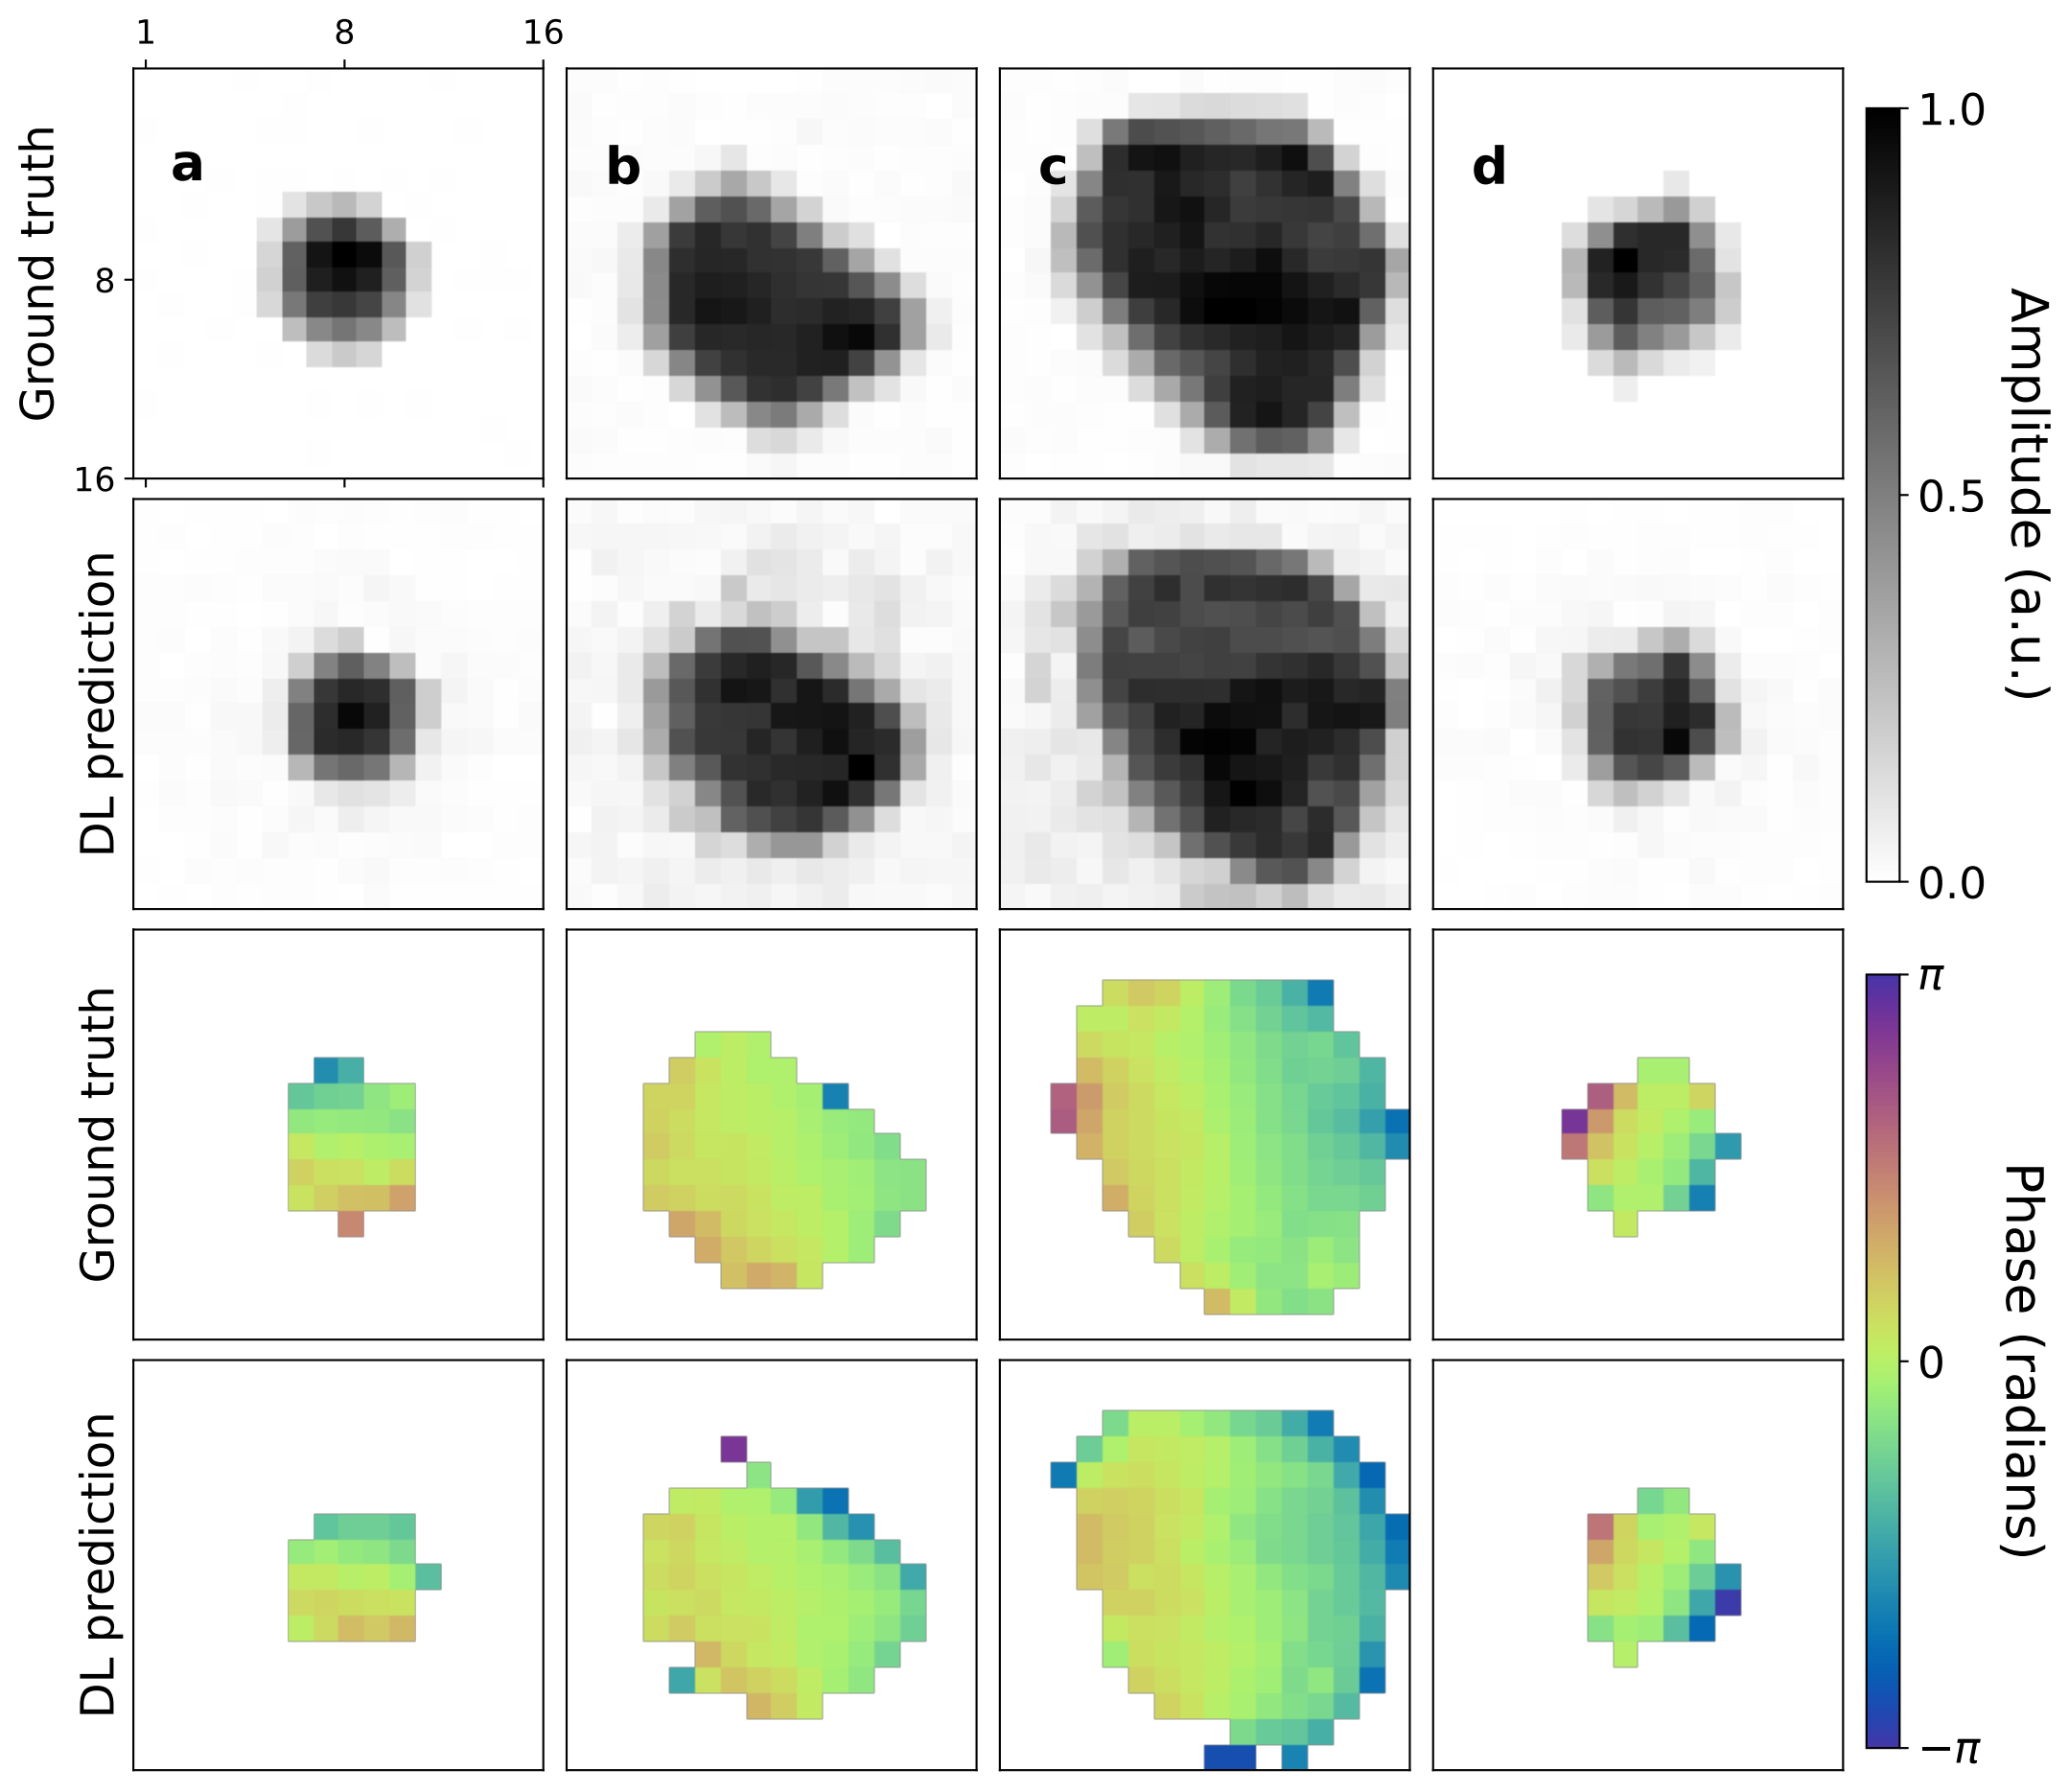 1 8 16
a b c d
8
16
Ground truth
DL prediction
Ground truth
DL prediction
1.0
0.5
0.0
Amplitude (a.u.)
π
0
−π
Phase (radians)